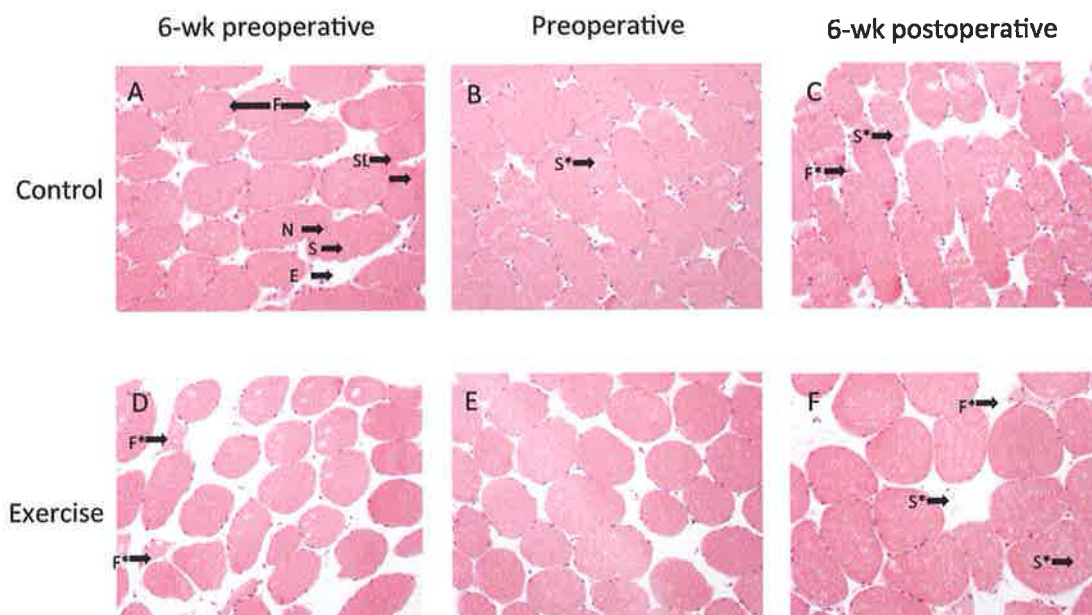 6-wk preoperative Preoperative 6-wk postoperative
A B C
F
S*
SL
S*
F*
Control
N
S
E
D E F
F*
F*
S*
Exercise
F*
S*